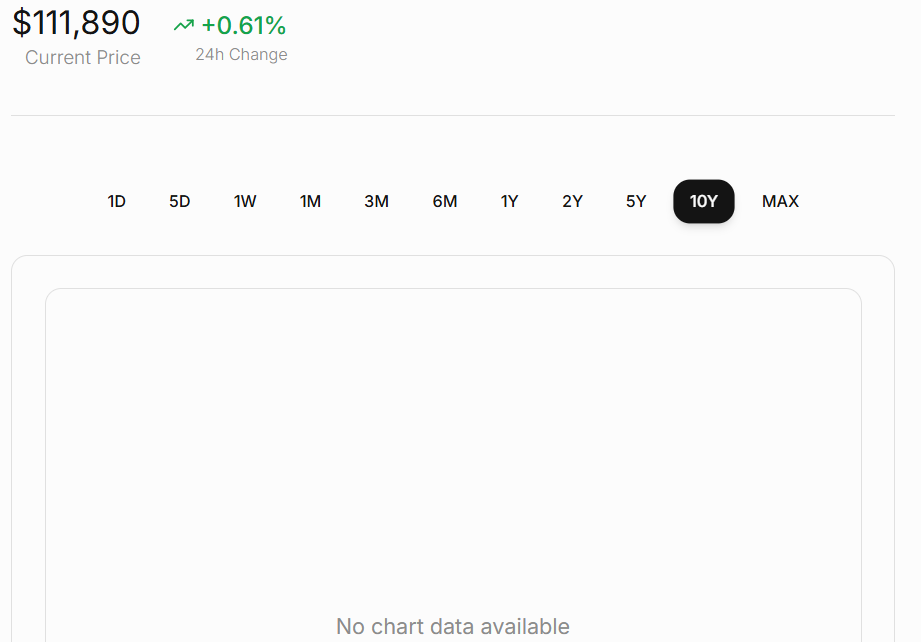 $111,890 +0.61%
Current Price 24h Change
1D 5D 1W 1M 3M 6M 1Y 2Y 5Y 10Y MAX
No chart data available